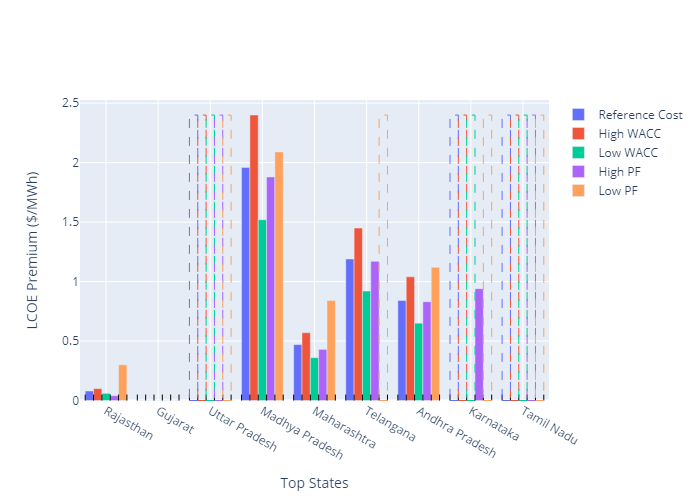 2.5
2
1.5
1
0.5
0
LCOE Premium ($/MWh)
Rajasthan
Gujarat
Uttar Pradesh
Madhya Pradesh
Maharashtra
Telangana
Andhra Pradesh
Karnataka
Tamil Nadu
Top States
Reference Cost
High WACC
Low WACC
High PF
Low PF